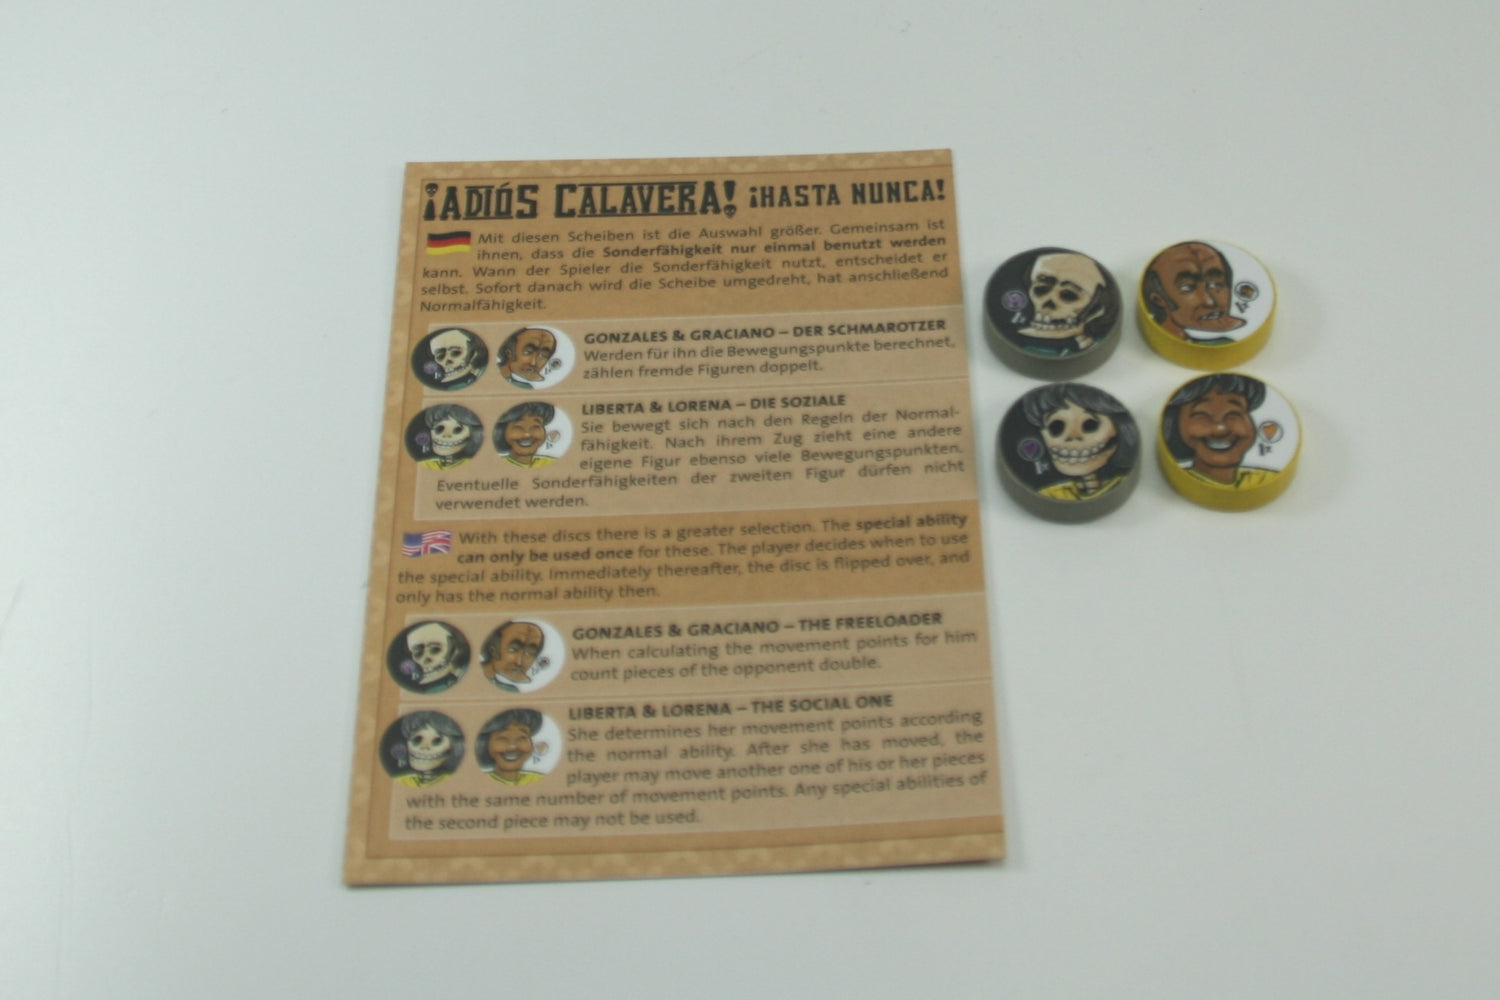 ¡ADIÓS CALAVERA! ¡HASTA NUNCA!
Mit diesen Scheiben ist die Auswahl größer. Gemeinsam ist
ihnen, dass die Sonderfähigkeit nur einmal benutzt werden
kann. Wann der Spieler die Sonderfähigkeit nutzt, entscheidet er
selbst. Sofort danach wird die Scheibe umgedreht, hat anschließend
Normalfähigkeit.
GONZALES & GRACIANO – DER SCHMAROTZER
Werden für ihn die Bewegungspunkte berechnet,
zählen fremde Figuren doppelt.
LIBERTA & LORENA – DIE SOZIALE
Sie bewegt sich nach den Regeln der Normal-
fähigkeit. Nach ihrem Zug zieht eine andere
eigene Figur ebenso viele Bewegungspunkten.
Eventuelle Sonderfähigkeiten der zweiten Figur dürfen nicht
verwendet werden.
With these discs there is a greater selection. The special ability
can only be used once for these. The player decides when to use
the special ability. Immediately thereafter, the disc is flipped over, and
only has the normal ability then.
GONZALES & GRACIANO – THE FREELOADER
When calculating the movement points for him
count pieces of the opponent double.
LIBERTA & LORENA – THE SOCIAL ONE
She determines her movement points according
the normal ability. After she has moved, the
player may move another one of his or her pieces
with the same number of movement points. Any special abilities of
the second piece may not be used.